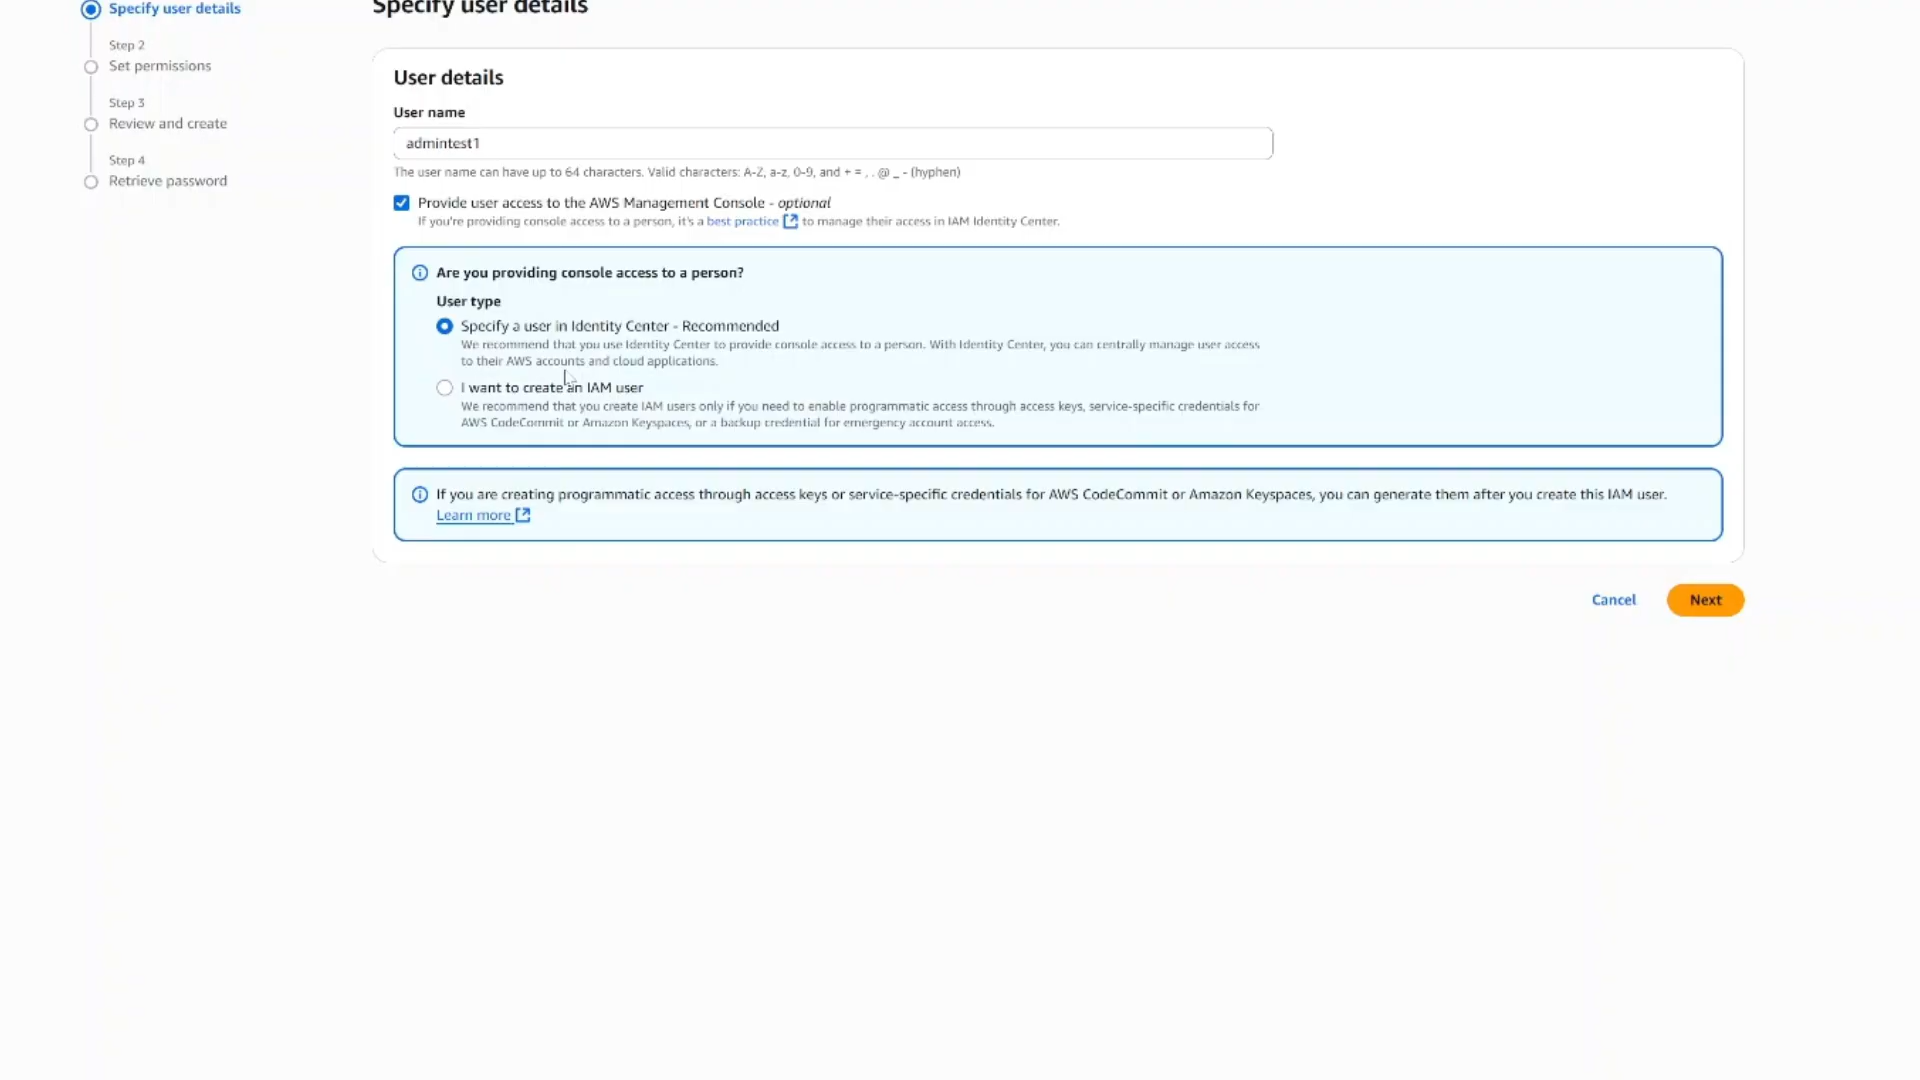 Specify user details
Step 2
Set permissions
Step 3
Review and create
Step 4
Retrieve password
Specify user details
User details
User name
admintest1
The user name can have up to 64 characters. Valid characters: A-Z, a-z, 0-9, and + = , . @ _ - (hyphen)
Provide user access to the AWS Management Console - optional
If you're providing console access to a person, it's a best practice to manage their access in IAM Identity Center.
Are you providing console access to a person?
User type
Specify a user in Identity Center - Recommended
We recommend that you use Identity Center to provide console access to a person. With Identity Center, you can centrally manage user access
to their AWS accounts and cloud applications.
I want to create an IAM user
We recommend that you create IAM users only if you need to enable programmatic access through access keys, service-specific credentials for
AWS CodeCommit or Amazon Keyspaces, or a backup credential for emergency account access.
If you are creating programmatic access through access keys or service-specific credentials for AWS CodeCommit or Amazon Keyspaces, you can generate them after you create this IAM user.
Learn more
Cancel
Next